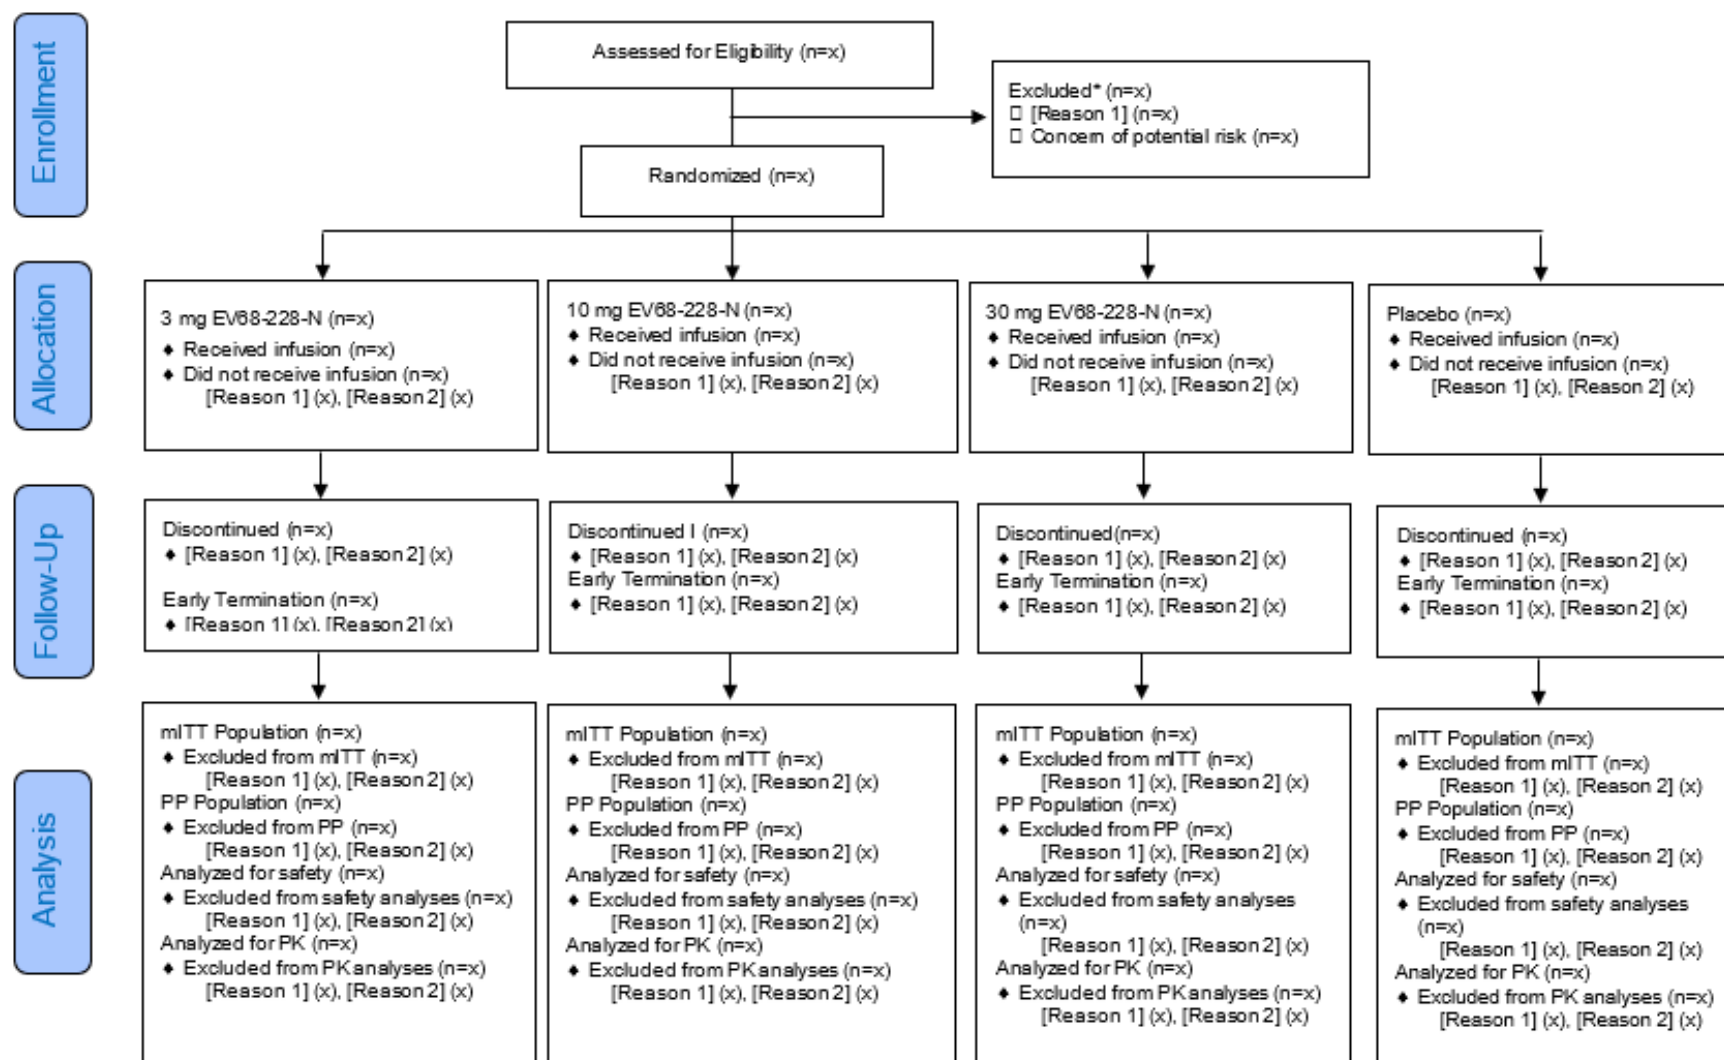 Enrollment
Assessed for Eligibility (n=x)
Excluded* (n=x)
☐ [Reason 1] (n=x)
☐ Concern of potential risk (n=x)
Randomized (n=x)
Allocation
3 mg EV68-228-N (n=x)
♦ Received infusion (n=x)
♦ Did not receive infusion (n=x)
[Reason 1] (x), [Reason 2] (x)
10 mg EV68-228-N (n=x)
♦ Received infusion (n=x)
♦ Did not receive infusion (n=x)
[Reason 1] (x), [Reason 2] (x)
30 mg EV68-228-N (n=x)
♦ Received infusion (n=x)
♦ Did not receive infusion (n=x)
[Reason 1] (x), [Reason 2] (x)
Placebo (n=x)
♦ Received infusion (n=x)
♦ Did not receive infusion (n=x)
[Reason 1] (x), [Reason 2] (x)
Follow-Up
Discontinued (n=x)
♦ [Reason 1] (x), [Reason 2] (x)
Early Termination (n=x)
♦ [Reason 1] (x), [Reason 2] (x)
Discontinued I (n=x)
♦ [Reason 1] (x), [Reason 2] (x)
Early Termination (n=x)
♦ [Reason 1] (x), [Reason 2] (x)
Discontinued(n=x)
♦ [Reason 1] (x), [Reason 2] (x)
Early Termination (n=x)
♦ [Reason 1] (x), [Reason 2] (x)
Discontinued (n=x)
♦ [Reason 1] (x), [Reason 2] (x)
Early Termination (n=x)
♦ [Reason 1] (x), [Reason 2] (x)
Analysis
mITT Population (n=x)
♦ Excluded from mITT (n=x)
[Reason 1] (x), [Reason 2] (x)
PP Population (n=x)
♦ Excluded from PP (n=x)
[Reason 1] (x), [Reason 2] (x)
Analyzed for safety (n=x)
♦ Excluded from safety analyses (n=x)
[Reason 1] (x), [Reason 2] (x)
Analyzed for PK (n=x)
♦ Excluded from PK analyses (n=x)
[Reason 1] (x), [Reason 2] (x)
mITT Population (n=x)
♦ Excluded from mITT (n=x)
[Reason 1] (x), [Reason 2] (x)
PP Population (n=x)
♦ Excluded from PP (n=x)
[Reason 1] (x), [Reason 2] (x)
Analyzed for safety (n=x)
♦ Excluded from safety analyses (n=x)
[Reason 1] (x), [Reason 2] (x)
Analyzed for PK (n=x)
♦ Excluded from PK analyses (n=x)
[Reason 1] (x), [Reason 2] (x)
mITT Population (n=x)
♦ Excluded from mITT (n=x)
[Reason 1] (x), [Reason 2] (x)
PP Population (n=x)
♦ Excluded from PP (n=x)
[Reason 1] (x), [Reason 2] (x)
Analyzed for safety (n=x)
♦ Excluded from safety analyses
(n=x)
[Reason 1] (x), [Reason 2] (x)
Analyzed for PK (n=x)
♦ Excluded from PK analyses (n=x)
[Reason 1] (x), [Reason 2] (x)
mITT Population (n=x)
♦ Excluded from mITT (n=x)
[Reason 1] (x), [Reason 2] (x)
PP Population (n=x)
♦ Excluded from PP (n=x)
[Reason 1] (x), [Reason 2] (x)
Analyzed for safety (n=x)
♦ Excluded from safety analyses
(n=x)
[Reason 1] (x), [Reason 2] (x)
Analyzed for PK (n=x)
♦ Excluded from PK analyses (n=x)
[Reason 1] (x), [Reason 2] (x)